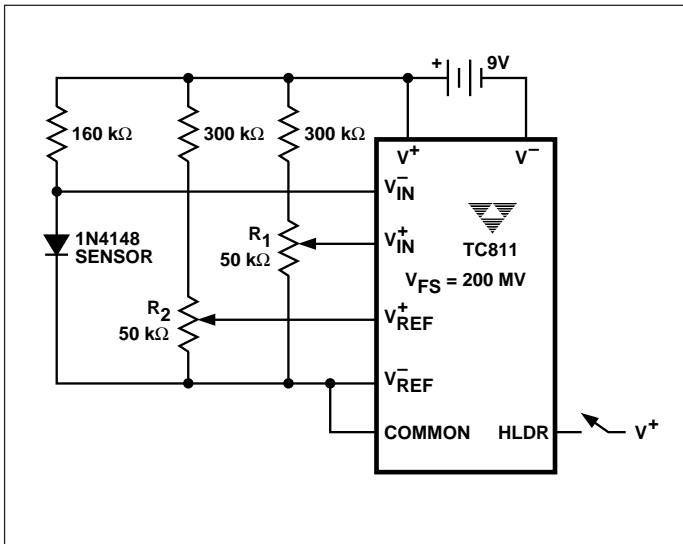 + 9V
160 kΩ 300 kΩ 300 kΩ
V+ V−
V−IN
1N4148
SENSOR
R1
50 kΩ
V+IN
TC811
VFS = 200 MV
R2
50 kΩ
V+REF
V−REF
COMMON HLDR V+